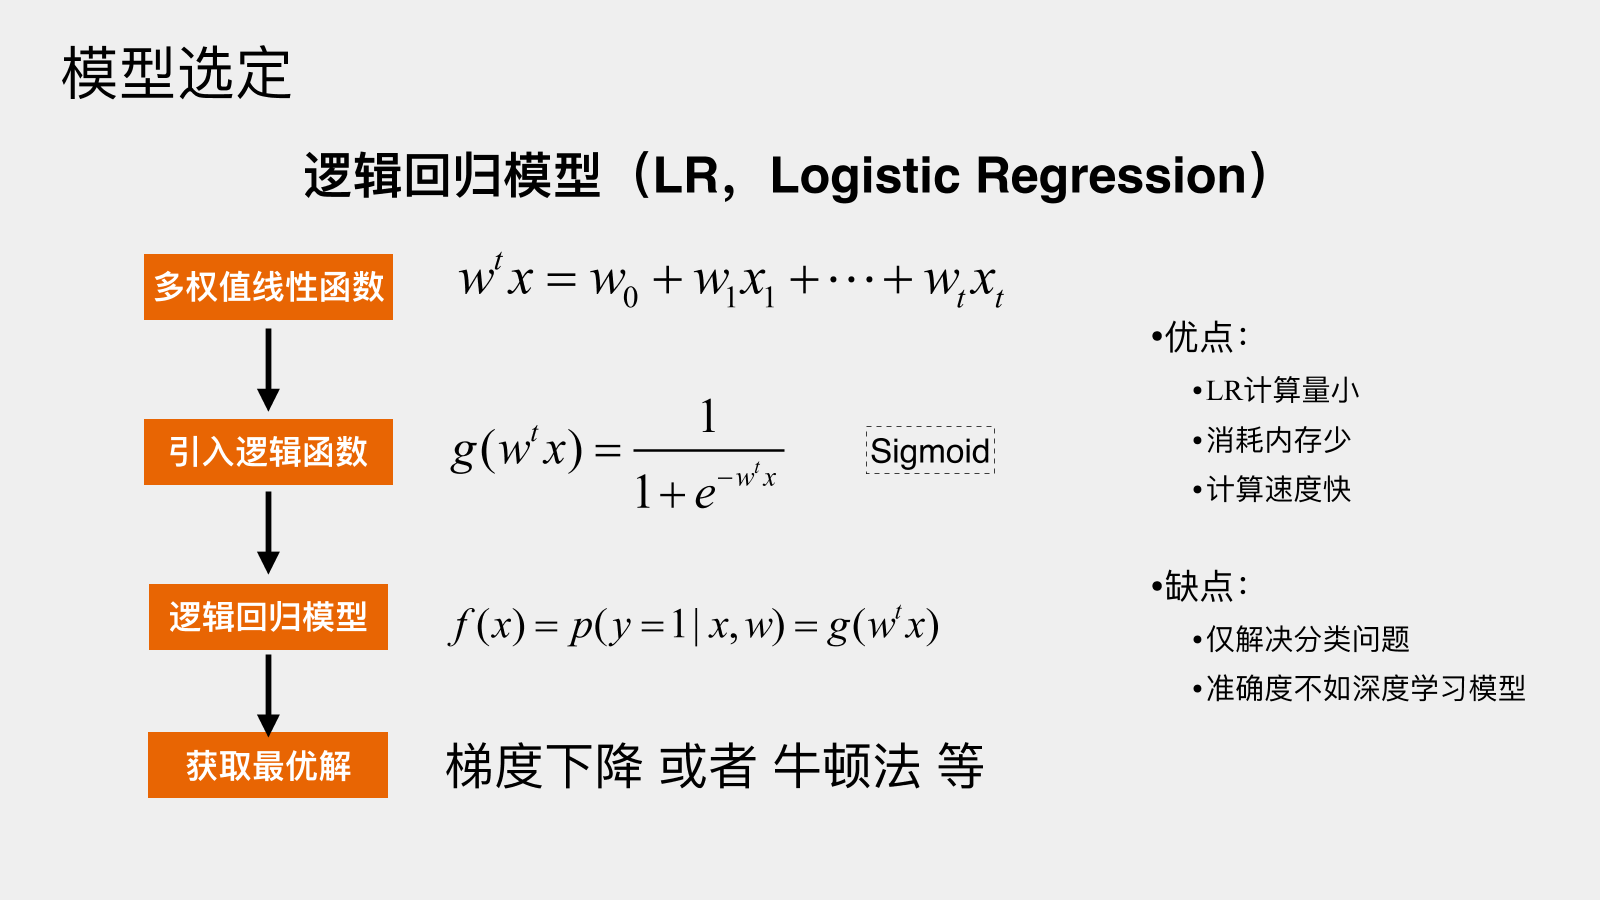 模型选定
逻辑回归模型（LR，Logistic Regression）
多权值线性函数
w^t x = w_0 + w_1 x_1 + ··· + w_t x_t
引入逻辑函数
g(w^t x) = 1 / (1 + e^{-w^t x})
Sigmoid
逻辑回归模型
f(x) = p(y = 1 | x, w) = g(w^t x)
获取最优解
梯度下降 或者 牛顿法 等
•优点：
•LR计算量小
•消耗内存少
•计算速度快
•缺点：
•仅解决分类问题
•准确度不如深度学习模型